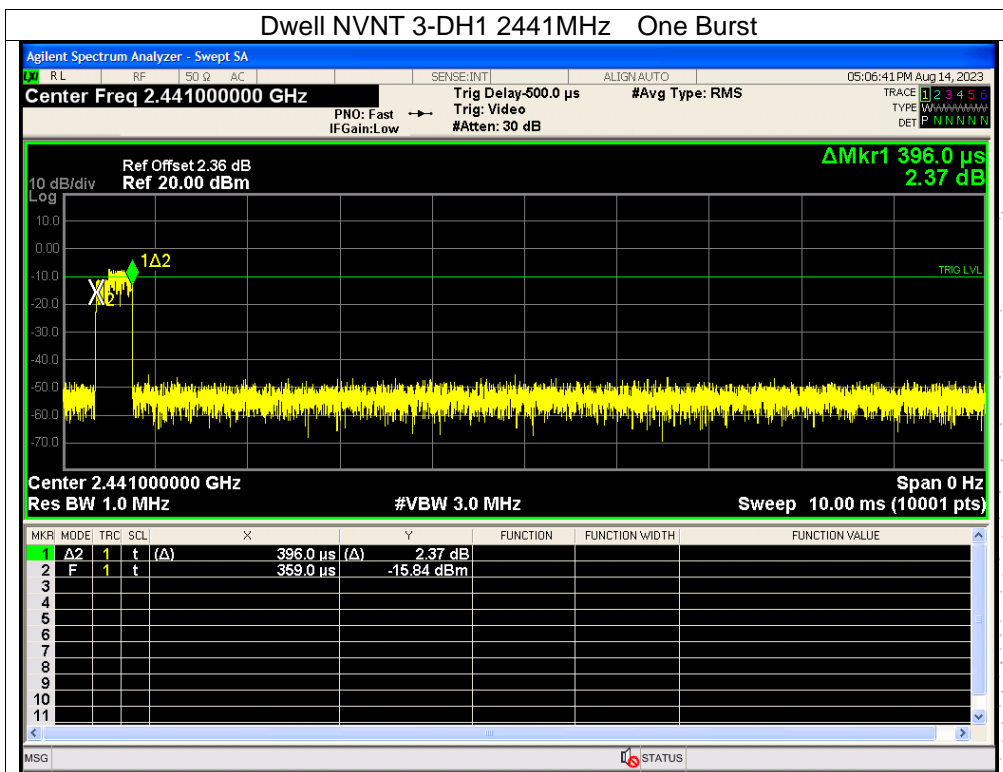 Dwell NVNT 3-DH1 2441MHz One Burst
Agilent Spectrum Analyzer - Swept SA
LXI RL RF 50 Ω AC SENSE:INT ALIGN AUTO 05:06:41 PM Aug 14, 2023
Center Freq 2.441000000 GHz
PNO: Fast
IFGain:Low
Trig Delay-500.0 µs
Trig: Video
#Atten: 30 dB
#Avg Type: RMS
TRACE 1 2 3 4 5 6
TYPE WWWWWWW
DET P N N N N N
ΔMkr1 396.0 µs
2.37 dB
Ref Offset 2.36 dB
10 dB/div Ref 20.00 dBm
Log
10.0
0.00
-10.0
-20.0
-30.0
-40.0
-50.0
-60.0
-70.0
1Δ2
2
TRIG LVL
Center 2.441000000 GHz Span 0 Hz
Res BW 1.0 MHz #VBW 3.0 MHz Sweep 10.00 ms (10001 pts)
MKR MODE TRC SCL X Y FUNCTION FUNCTION WIDTH FUNCTION VALUE
1 Δ2 1 t (Δ) 396.0 µs (Δ) 2.37 dB
2 F 1 t 359.0 µs -15.84 dBm
3
4
5
6
7
8
9
10
11
MSG STATUS